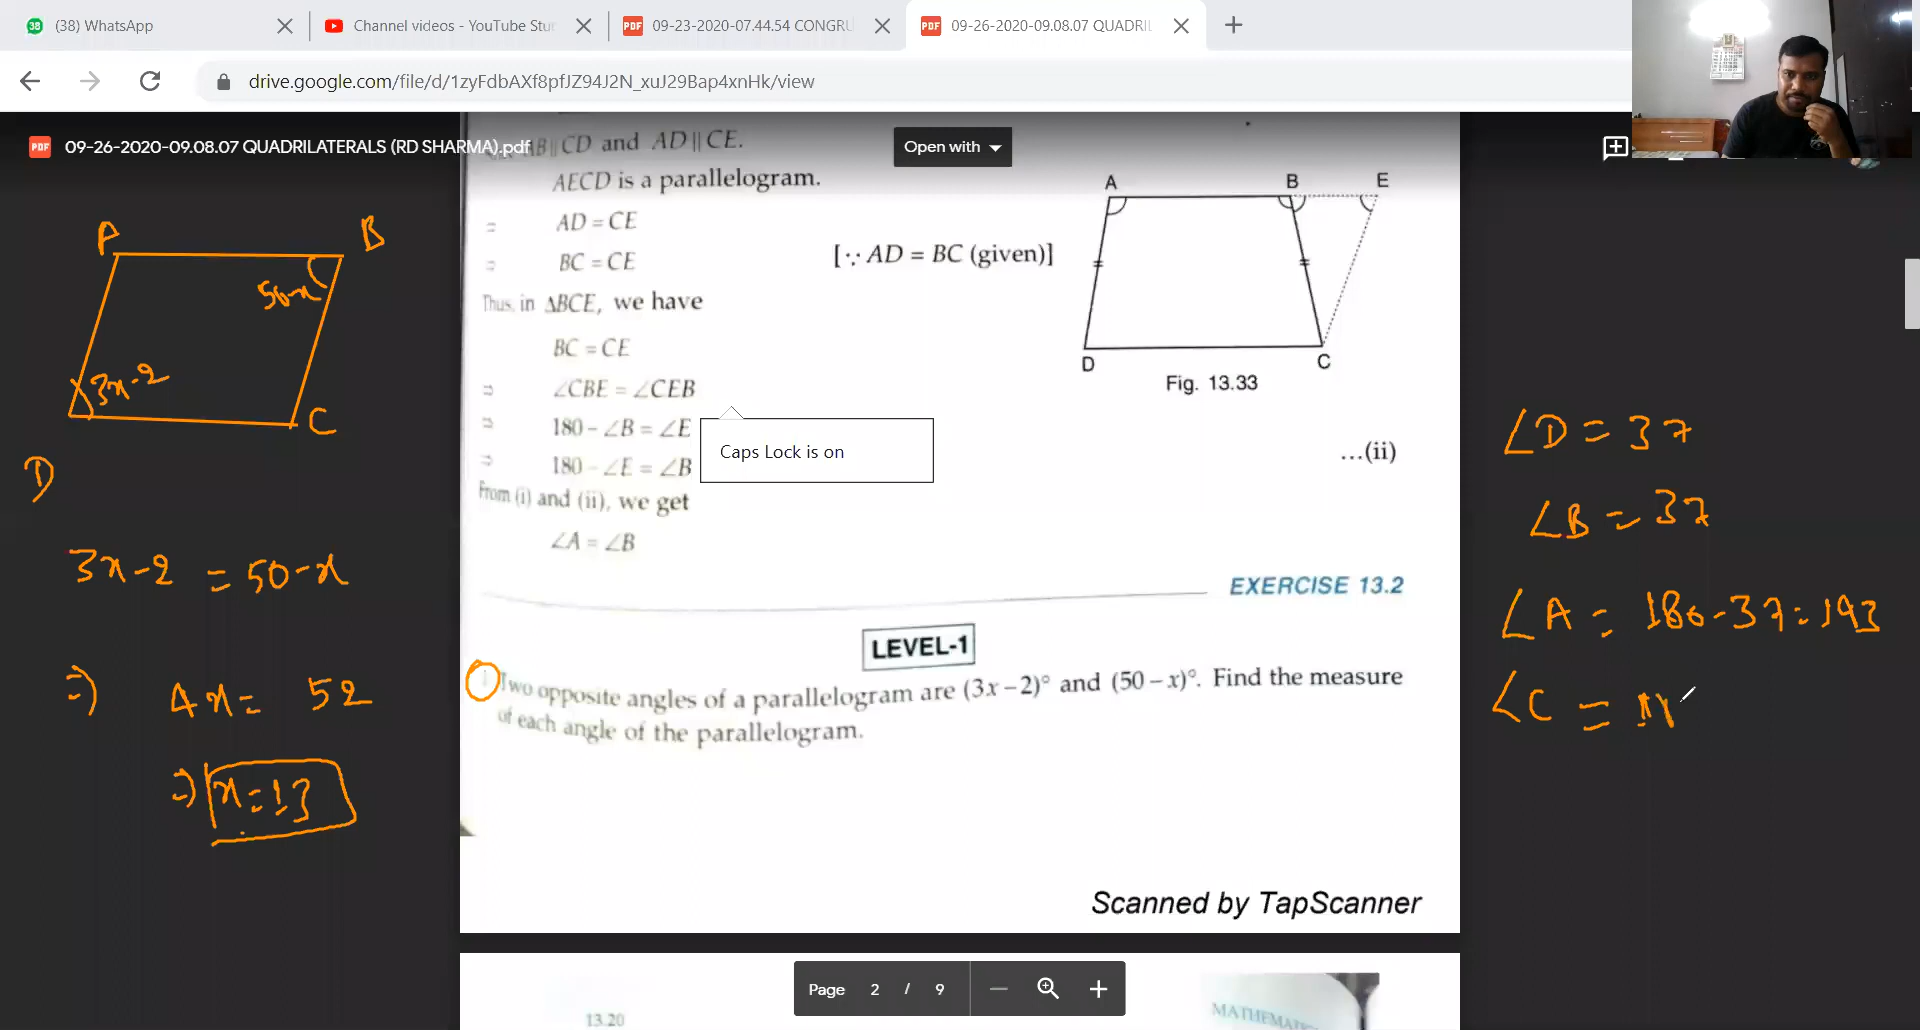 (38) WhatsApp
Channel videos - YouTube Stu
09-23-2020-07.44.54 CONGRU
09-26-2020-09.08.07 QUADRIL
drive.google.com/file/d/1zyFdbAXf8pfJZ94J2N_xuJ29Bap4xnHk/view
09-26-2020-09.08.07 QUADRILATERALS (RD SHARMA).pdf
Open with
AB || CD and AD || CE.
AECD is a parallelogram.
⇒ AD = CE
⇒ BC = CE [∵ AD = BC (given)]
Thus, in ΔBCE, we have
BC = CE
⇒ ∠CBE = ∠CEB
⇒ 180 - ∠B = ∠E
⇒ 180 - ∠E = ∠B ...(ii)
From (i) and (ii), we get
∠A = ∠B
Caps Lock is on
A B E
D C
Fig. 13.33
EXERCISE 13.2
LEVEL-1
1. Two opposite angles of a parallelogram are (3x – 2)° and (50 – x)°. Find the measure
of each angle of the parallelogram.
Scanned by TapScanner
Page 2 / 9
13.20
A B
50-x
3x-2
C
D
3x-2 = 50-x
⇒ 4x = 52
⇒ x = 13
∠D = 37
∠B = 37
∠A = 180-37=143
∠C =